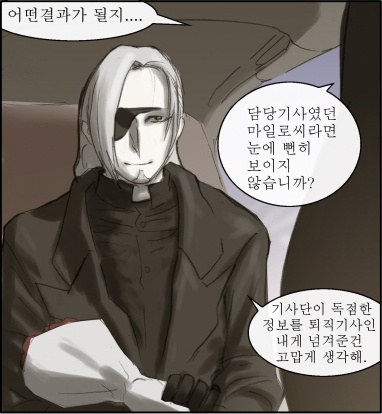 어떤결과가 될지....
담당기사였던
마일로씨라면
눈에 뻔히
보이지
않습니까?
기사단이 독점한
정보를 퇴직기사인
내게 넘겨준건
고맙게 생각해.